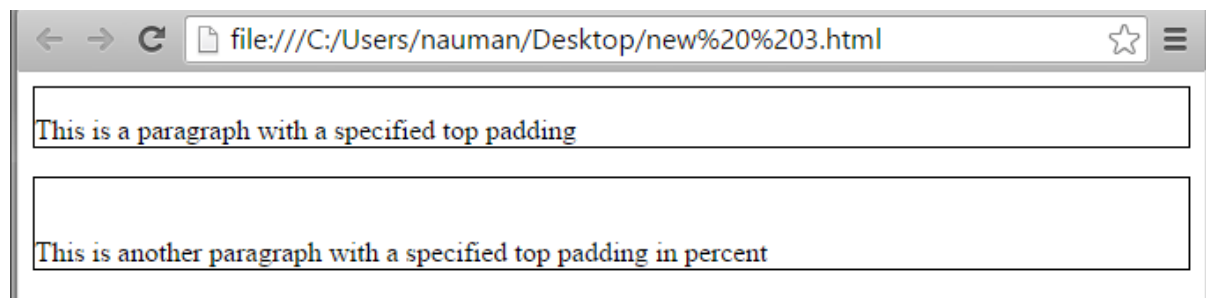 file:///C:/Users/nauman/Desktop/new%20%203.html
This is a paragraph with a specified top padding
This is another paragraph with a specified top padding in percent